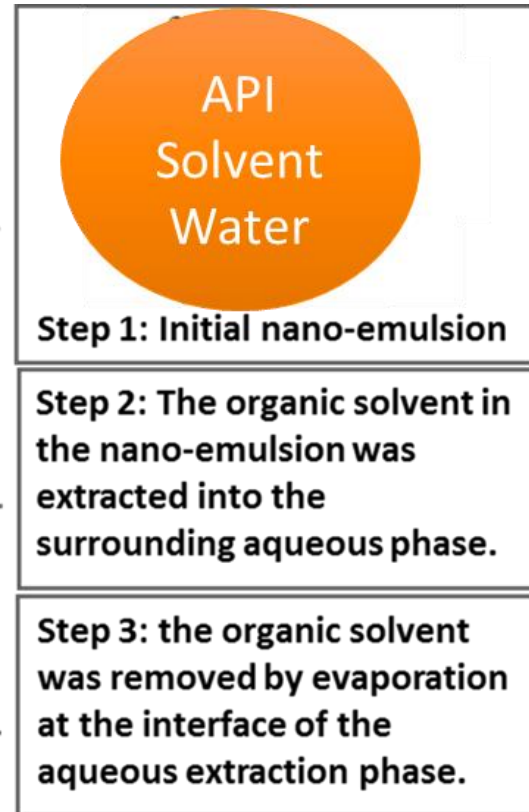 API
Solvent
Water
Step 1: Initial nano-emulsion
Step 2: The organic solvent in
the nano-emulsion was
extracted into the
surrounding aqueous phase.
Step 3: the organic solvent
was removed by evaporation
at the interface of the
aqueous extraction phase.